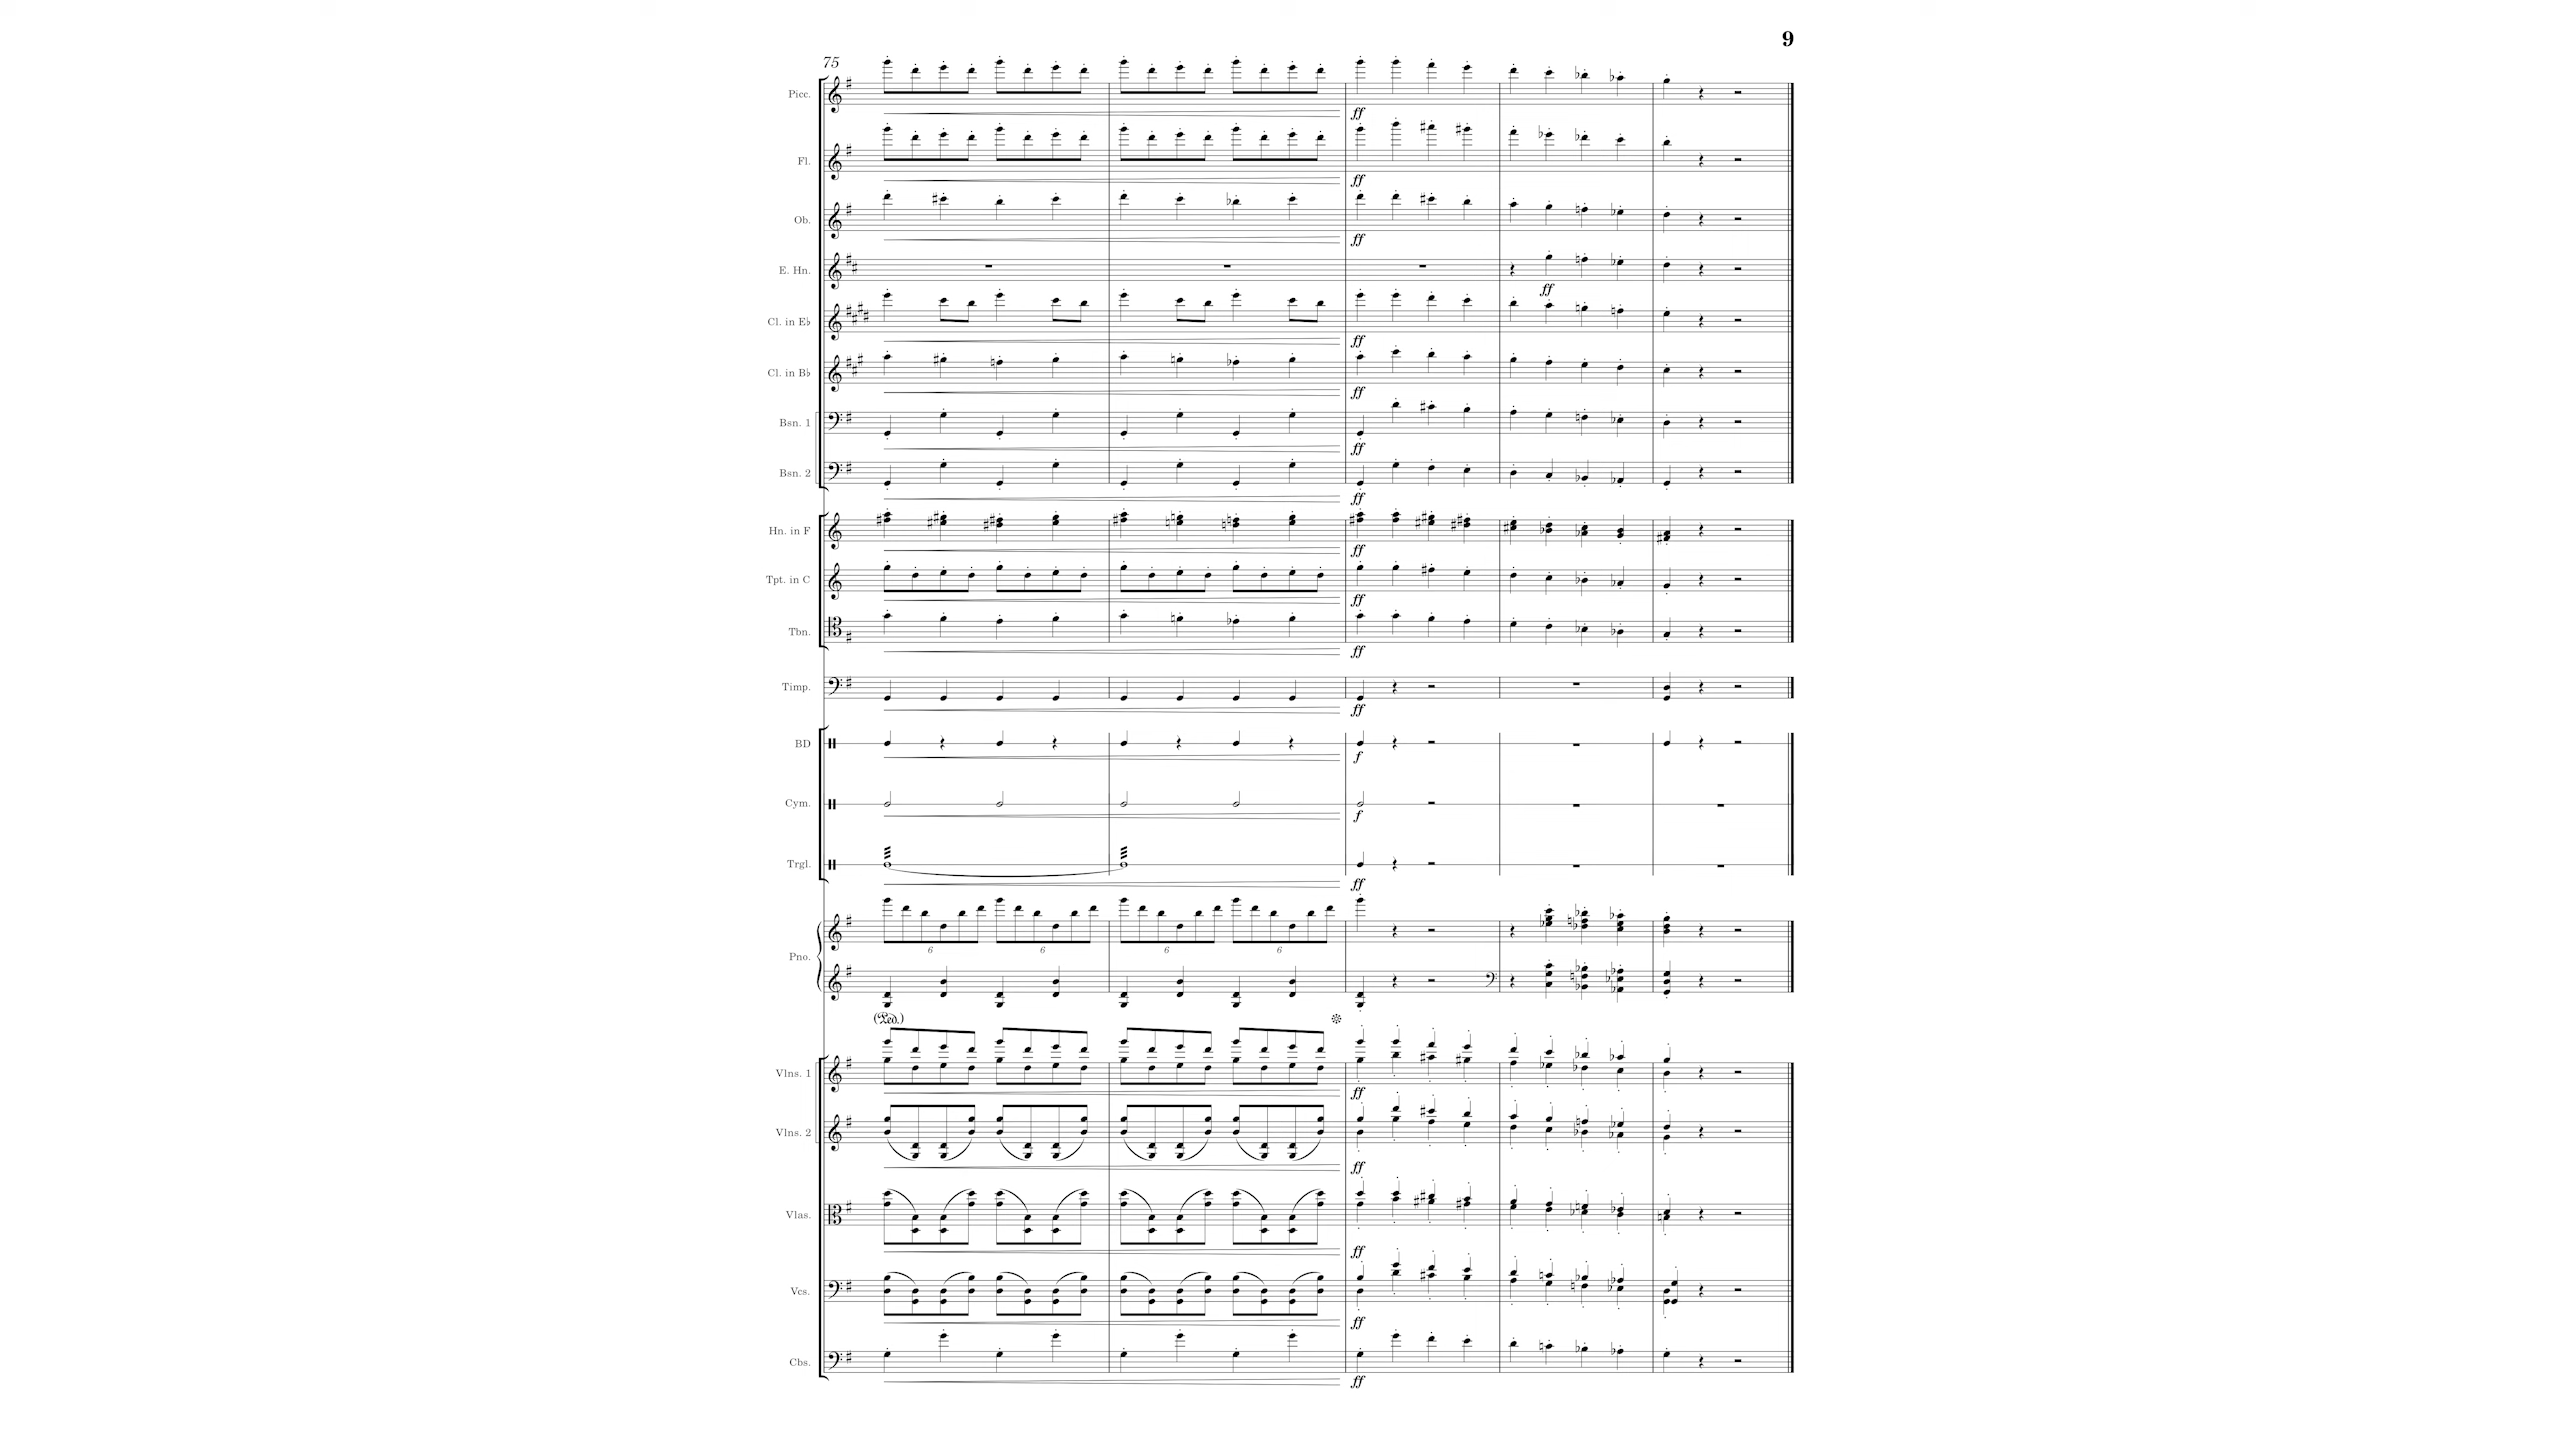 9
75
Picc.
ff
Fl.
ff
Ob.
ff
E. Hn.
ff
Cl. in E♭
ff
Cl. in B♭
ff
Bsn. 1
ff
Bsn. 2
ff
Hn. in F
ff
Tpt. in C
ff
Tbn.
ff
Timp.
ff
BD
f
Cym.
f
Trgl.
ff
6 6 6 6
Pno.
(Ped.)
Vlns. 1
ff
Vlns. 2
ff
Vlas.
ff
Vcs.
ff
Cbs.
ff